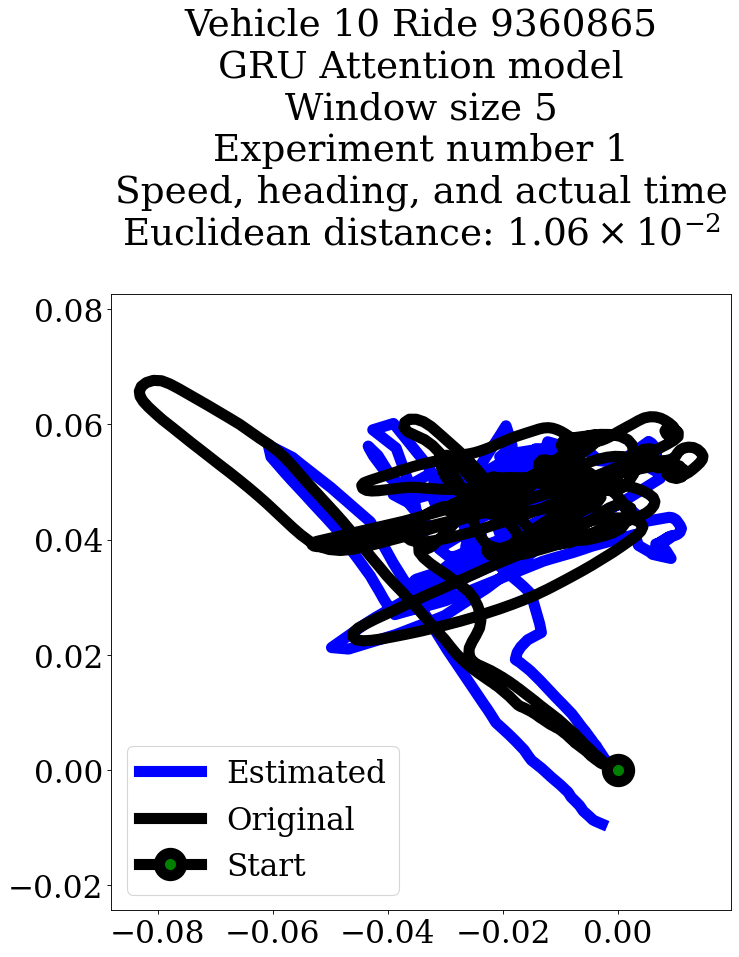 Vehicle 10 Ride 9360865
GRU Attention model
Window size 5
Experiment number 1
Speed, heading, and actual time
Euclidean distance: 1.06 × 10⁻²
0.08
0.06
0.04
0.02
0.00
−0.02
Estimated
Original
Start
−0.08 −0.06 −0.04 −0.02 0.00